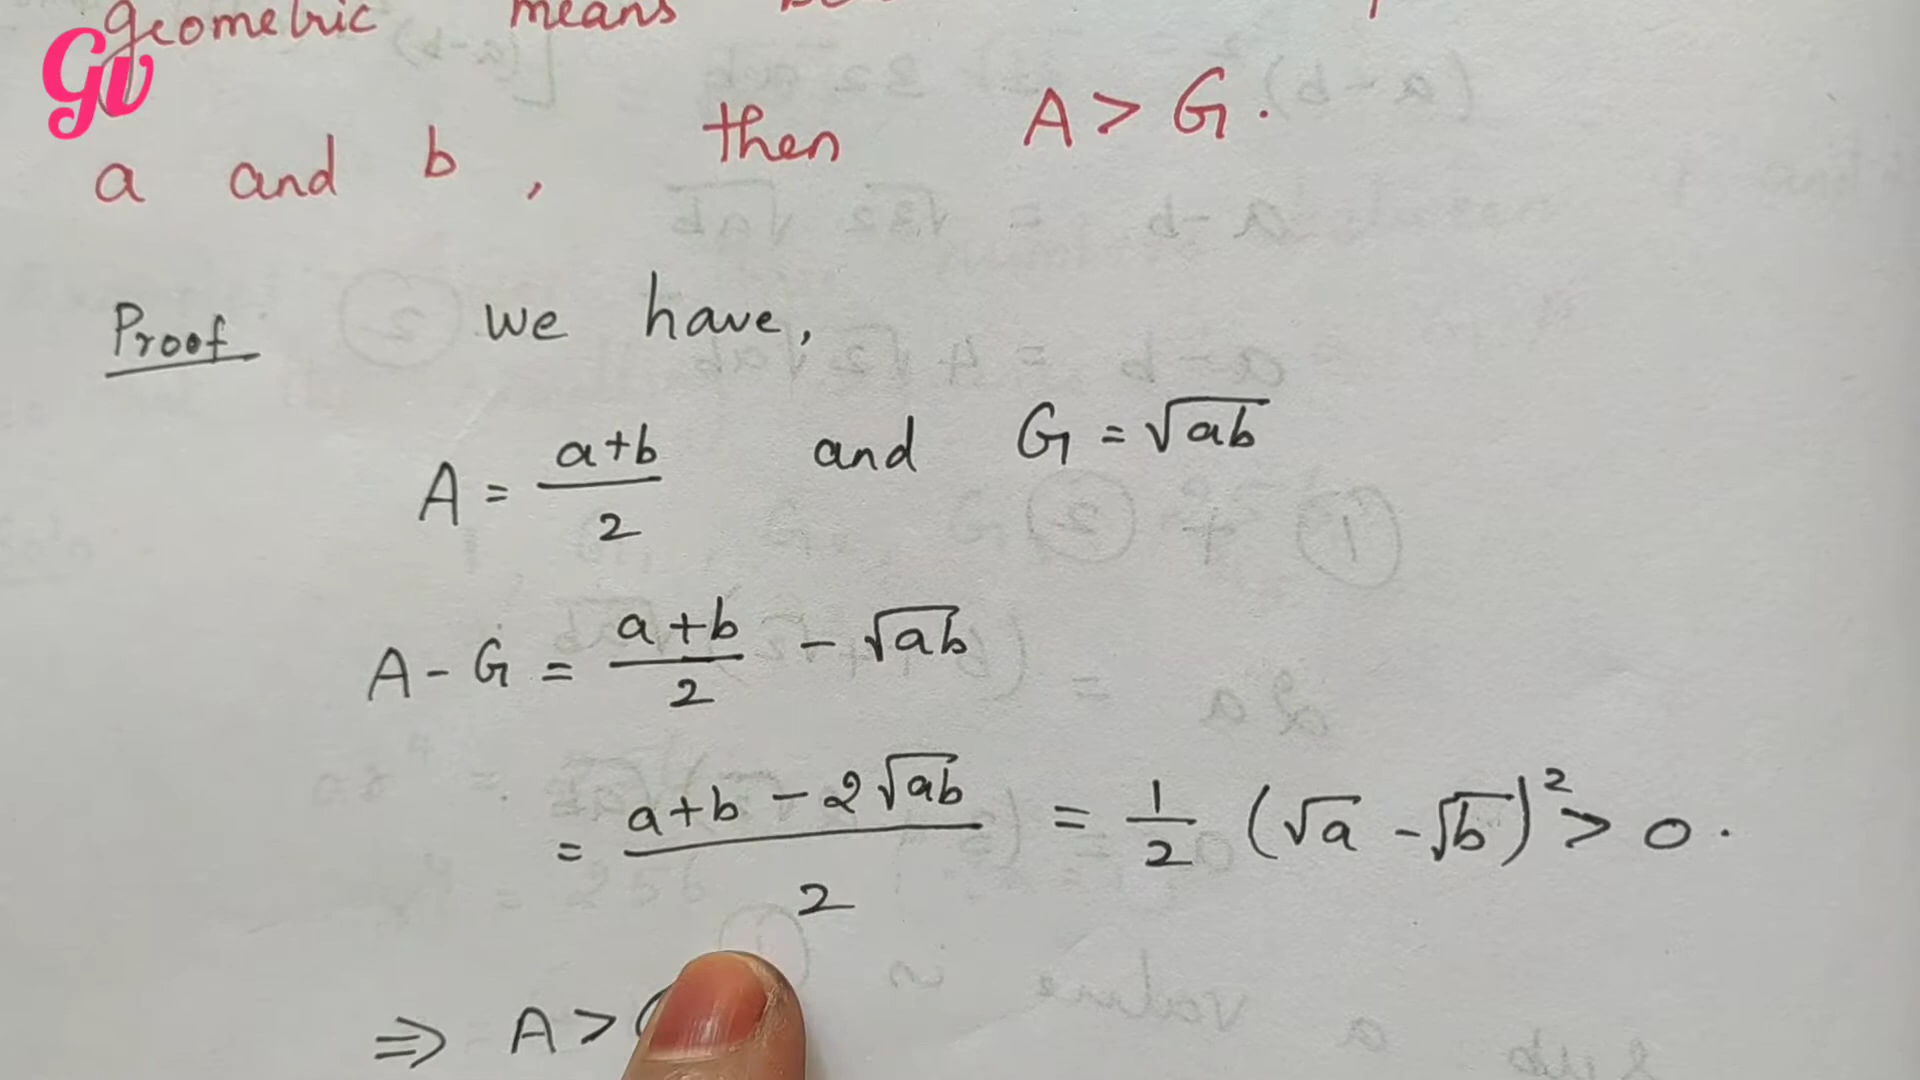 geometric means
Gv
a and b, then A > G.
Proof we have,
A = a+b/2 and G = √ab
A - G = a+b/2 - √ab
= a+b - 2√ab/2 = 1/2 (√a - √b)² > 0.
⇒ A >